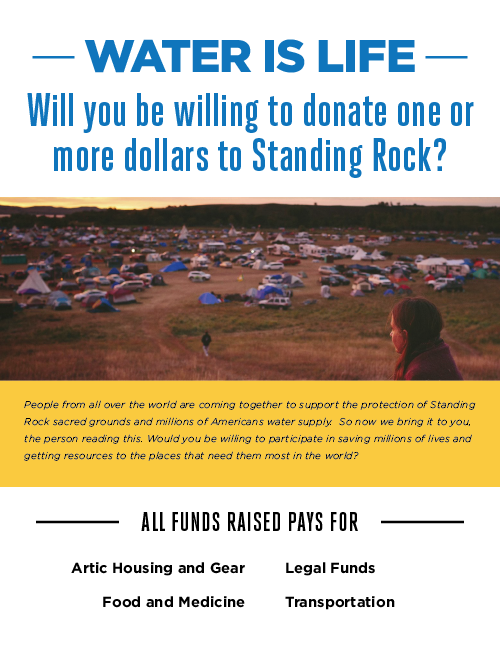 WATER IS LIFE
Will you be willing to donate one or
more dollars to Standing Rock?
People from all over the world are coming together to support the protection of Standing
Rock sacred grounds and millions of Americans water supply.  So now we bring it to you,
the person reading this. Would you be willing to participate in saving millions of lives and
getting resources to the places that need them most in the world?
ALL FUNDS RAISED PAYS FOR
Artic Housing and Gear
Legal Funds
Food and Medicine
Transportation